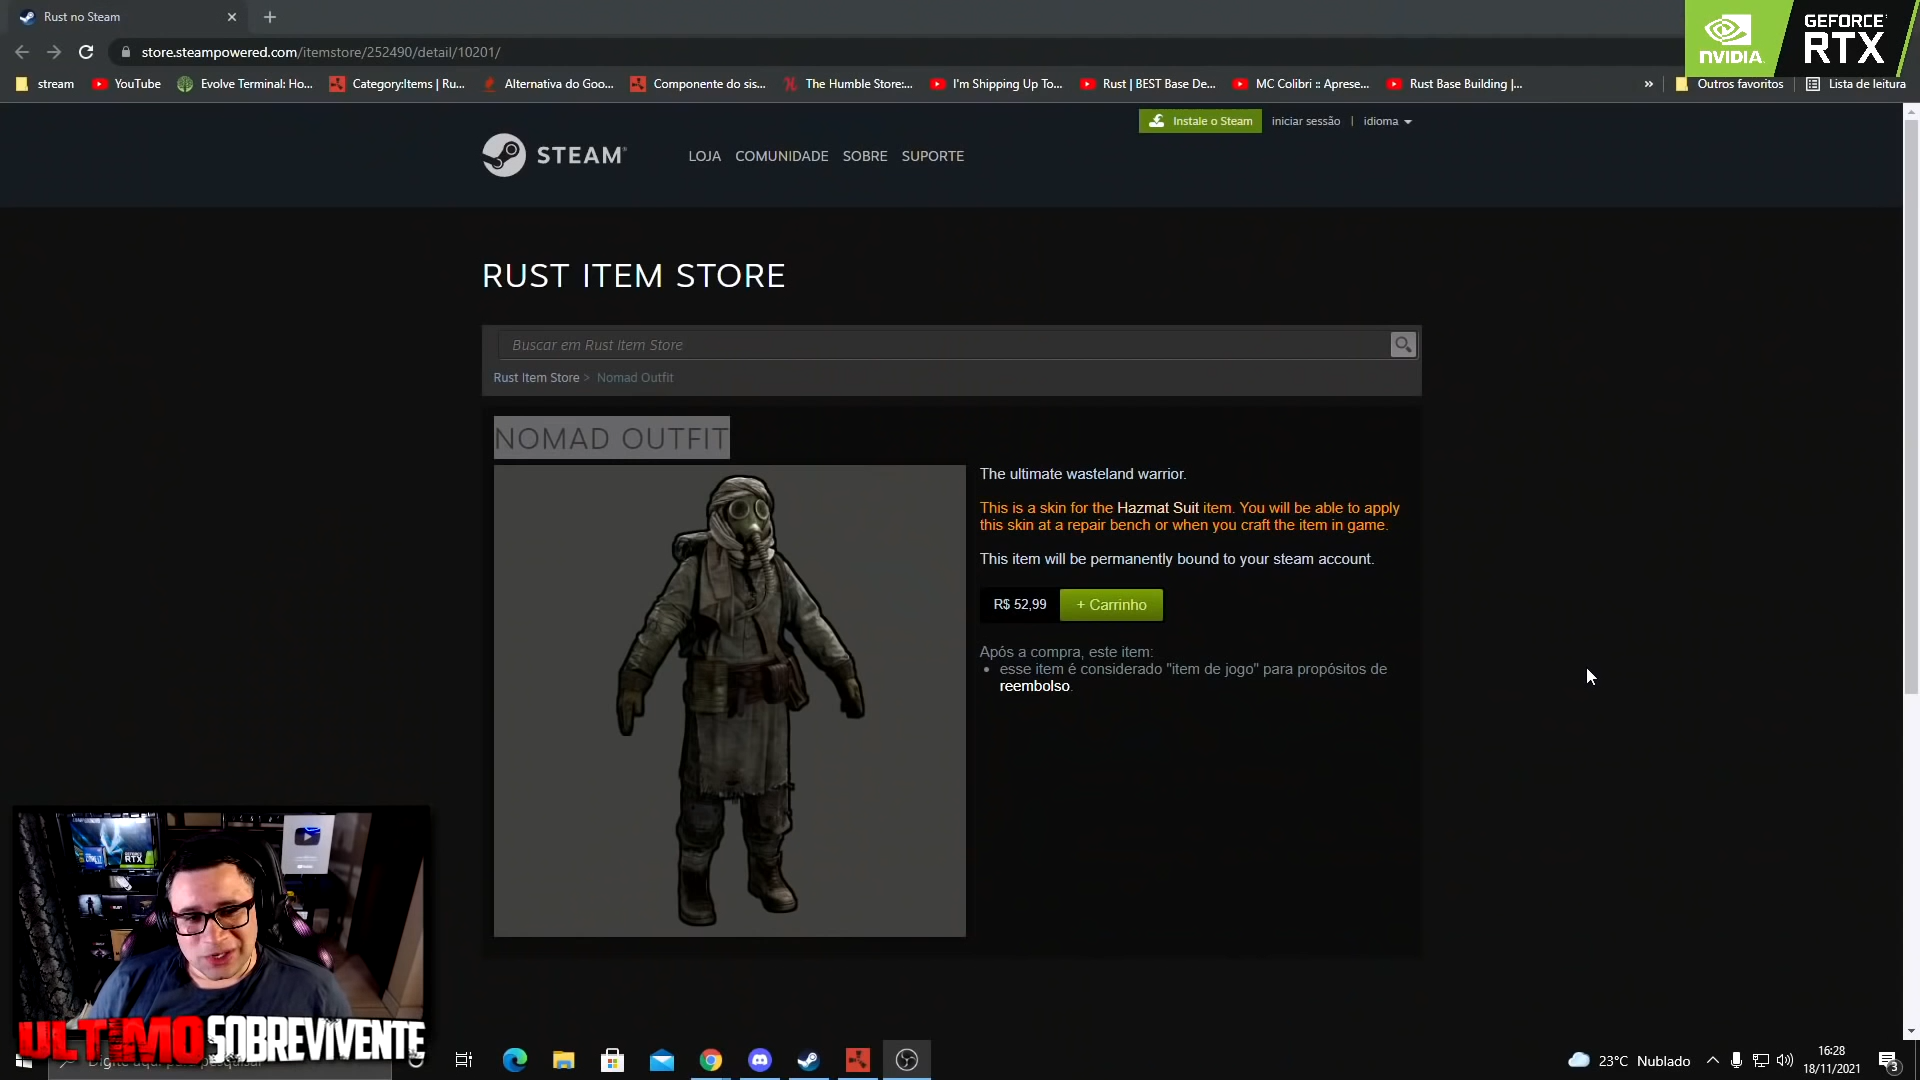 Rust no Steam
NVIDIA.
GEFORCE
RTX
store.steampowered.com/itemstore/252490/detail/10201/
stream
YouTube
Evolve Terminal: Ho...
Category:Items | Ru...
Alternativa do Goo...
Componente do sis...
The Humble Store:...
I'm Shipping Up To...
Rust | BEST Base De...
MC Colibri :: Aprese...
Rust Base Building |...
»
Outros favoritos
Lista de leitura
Instale o Steam
iniciar sessão | idioma
STEAM
LOJA
COMUNIDADE
SOBRE
SUPORTE
RUST ITEM STORE
Buscar em Rust Item Store
Rust Item Store > Nomad Outfit
NOMAD OUTFIT
The ultimate wasteland warrior.
This is a skin for the Hazmat Suit item. You will be able to apply
this skin at a repair bench or when you craft the item in game.
This item will be permanently bound to your steam account.
R$ 52,99
+ Carrinho
Após a compra, este item:
• esse item é considerado "item de jogo" para propósitos de
reembolso.
RTX
ULTIMO SOBREVIVENTE
Digite aqui para pesquisar
23°C Nublado
16:28
18/11/2021
3